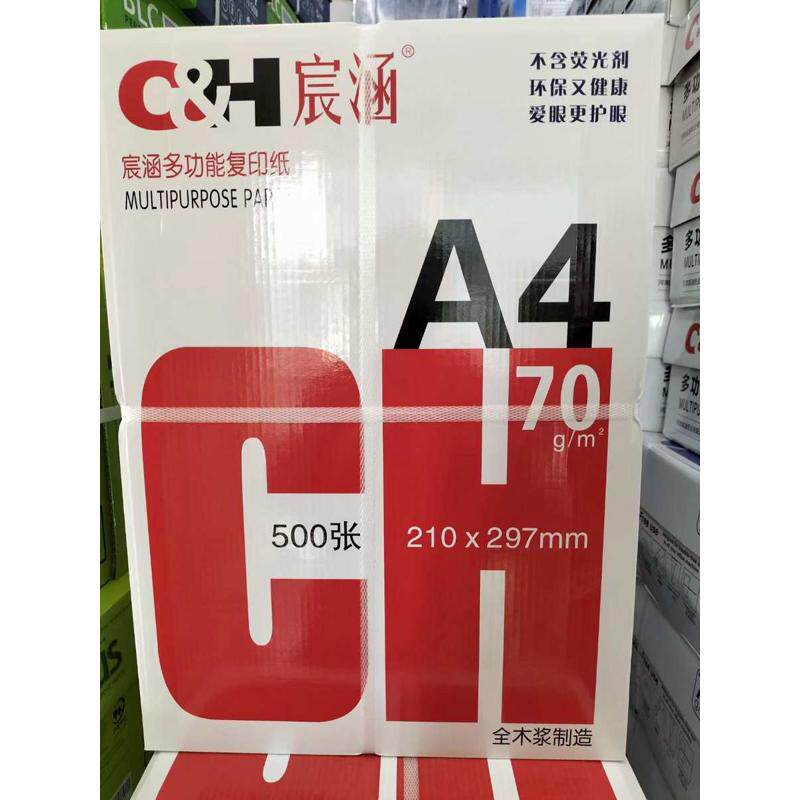 C&H宸涵®
不含荧光剂
环保又健康
爱眼更护眼
宸涵多功能复印纸
MULTIPURPOSE PAP
A4
70
g/m²
CH
500张
210 x 297mm
全木浆制造